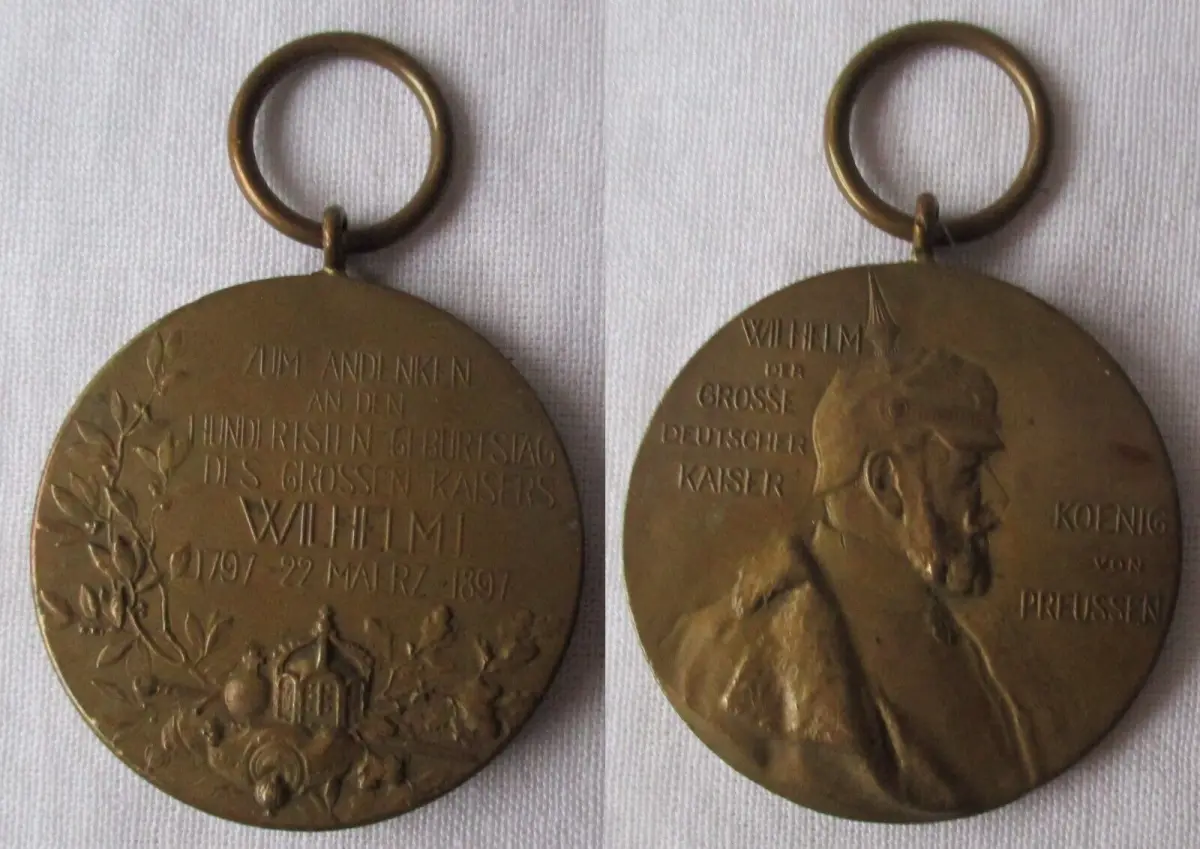 ZUM ANDENKEN
AN DEN
HUNDERTSTEN GEBURTSTAG
DES GROSSEN KAISERS
WILHELM I
1797 - 22 MAERZ - 1897
WILHELM
DER
GROSSE
DEUTSCHER
KAISER
KOENIG
VON
PREUSSEN